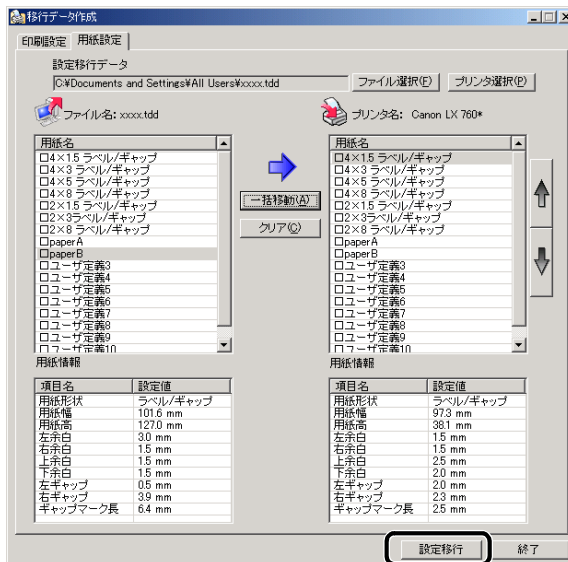 移行データ作成
印刷設定 用紙設定
設定移行データ
C:¥Documents and Settings¥All Users¥xxxx.tdd ファイル選択(F) プリンタ選択(P)
ファイル名: xxxx.tdd プリンタ名: Canon LX 760*
用紙名
□4×1.5 ラベル/ギャップ
□4×3 ラベル/ギャップ
□4×5 ラベル/ギャップ
□4×8 ラベル/ギャップ
□2×1.5 ラベル/ギャップ
□2×3ラベル/ギャップ
□2×8 ラベル/ギャップ
□paperA
□paperB
□ユーザ定義3
□ユーザ定義4
□ユーザ定義5
□ユーザ定義6
□ユーザ定義7
□ユーザ定義8
□ユーザ定義9
□ユーザ定義10
一括移動(A)
クリア(C)
用紙名
□4×1.5 ラベル/ギャップ
□4×3 ラベル/ギャップ
□4×5 ラベル/ギャップ
□4×8 ラベル/ギャップ
□2×1.5 ラベル/ギャップ
□2×3ラベル/ギャップ
□2×8 ラベル/ギャップ
□paperA
□paperB
□ユーザ定義3
□ユーザ定義4
□ユーザ定義5
□ユーザ定義6
□ユーザ定義7
□ユーザ定義8
□ユーザ定義9
□ユーザ定義10
用紙情報
項目名 設定値
用紙形状 ラベル/ギャップ
用紙幅 101.6 mm
用紙高 127.0 mm
左余白 3.0 mm
右余白 1.5 mm
上余白 1.5 mm
下余白 1.5 mm
左ギャップ 0.5 mm
右ギャップ 3.9 mm
ギャップマーク長 6.4 mm
用紙情報
項目名 設定値
用紙形状 ラベル/ギャップ
用紙幅 97.3 mm
用紙高 38.1 mm
左余白 1.5 mm
右余白 1.5 mm
上余白 2.5 mm
下余白 2.0 mm
左ギャップ 2.0 mm
右ギャップ 2.3 mm
ギャップマーク長 2.5 mm
設定移行 終了